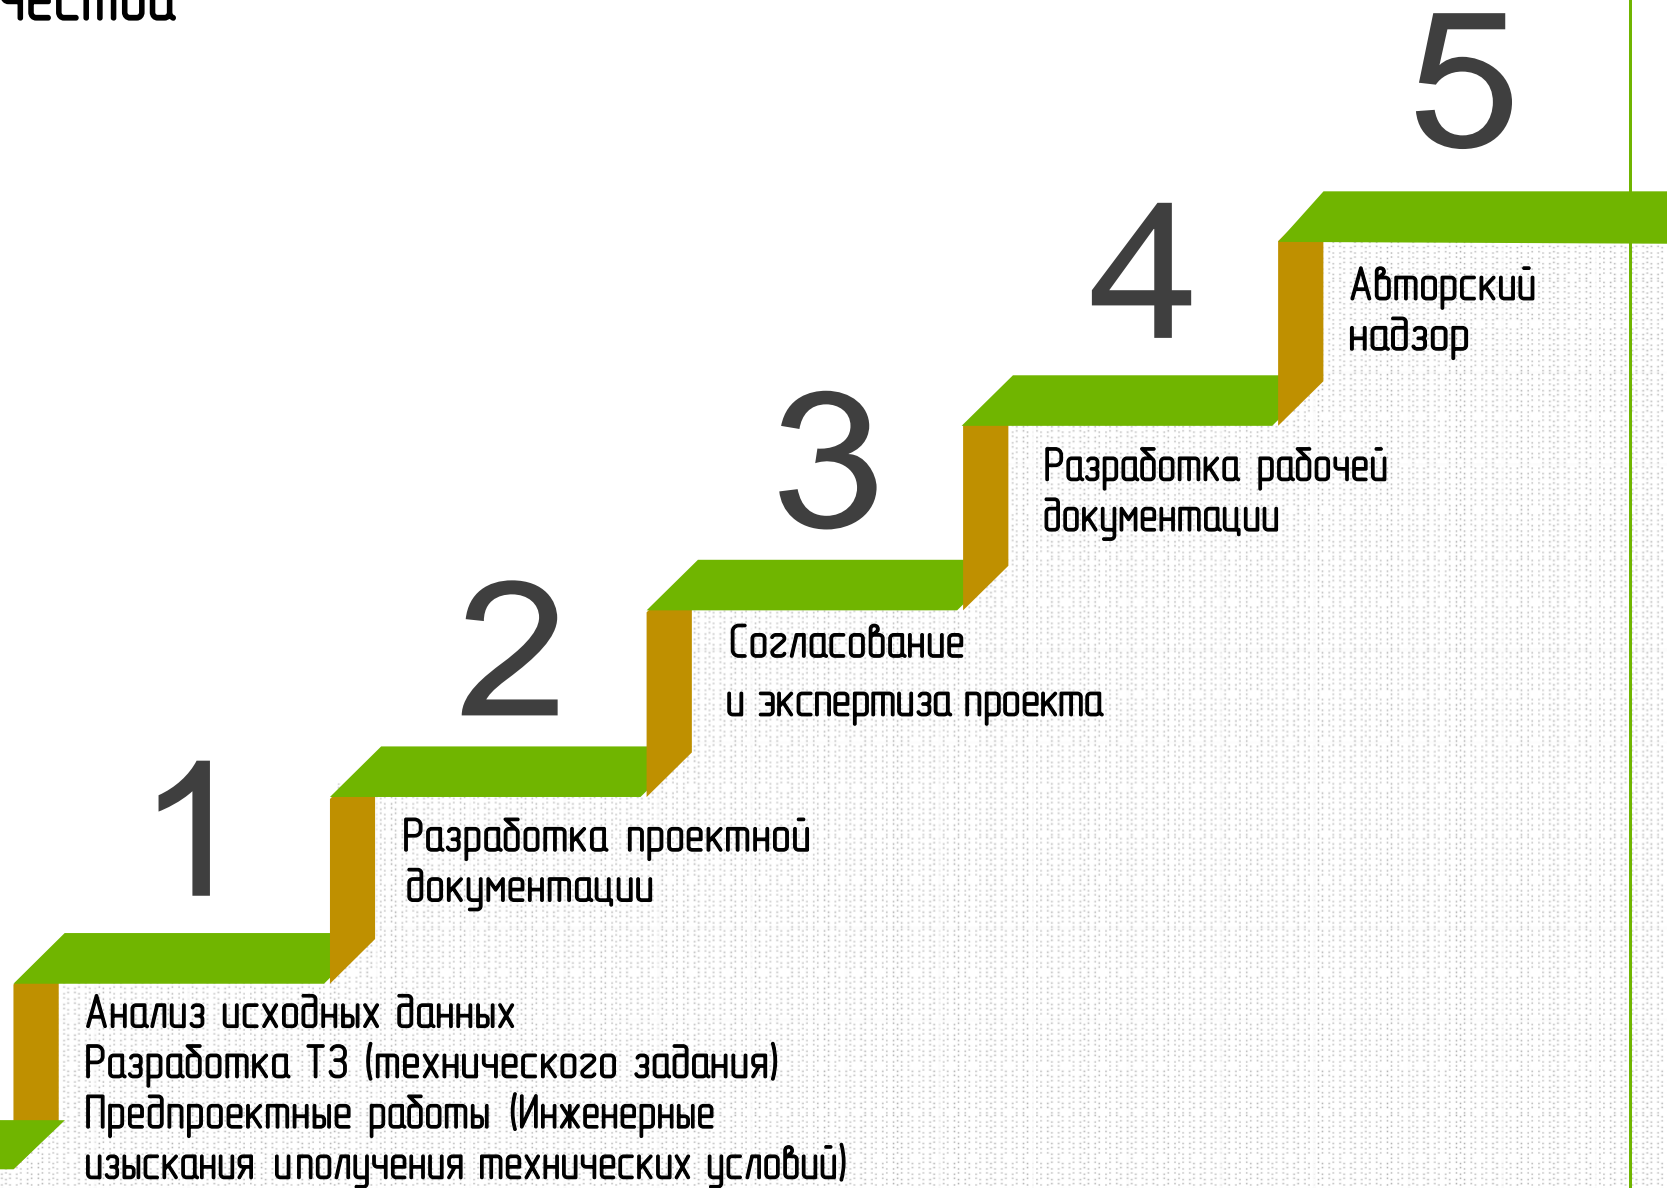 5
4
Авторский
надзор
3
Разработка рабочей
документации
2
Согласование
и экспертиза проекта
1
Разработка проектной
документации
Анализ исходных данных
Разработка ТЗ (технического задания)
Предпроектные работы (Инженерные
изыскания иполучения технических условий)